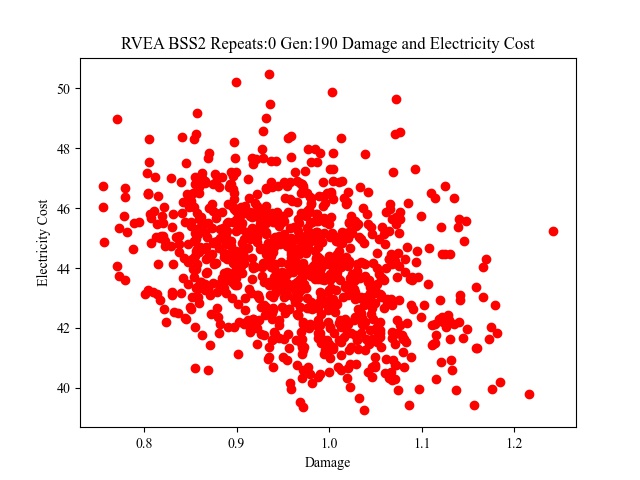 RVEA BSS2 Repeats:0 Gen:190 Damage and Electricity Cost
50
48
46
44
42
40
Electricity Cost
0.8 0.9 1.0 1.1 1.2
Damage